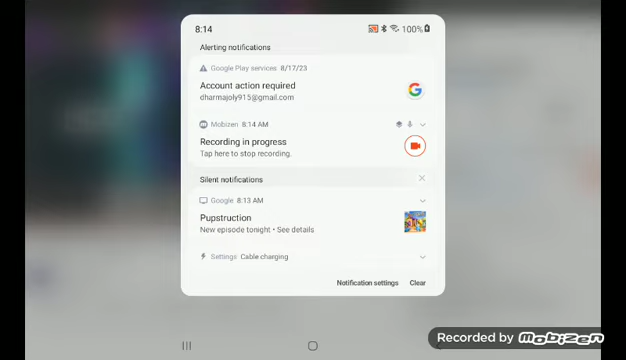 8:14
100%
Alerting notifications
Google Play services 8/17/23
Account action required
dharmajoly915@gmail.com
Mobizen 8:14 AM
Recording in progress
Tap here to stop recording.
Silent notifications
Google 8:13 AM
Pupstruction
New episode tonight • See details
Settings Cable charging
Notification settings Clear
Recorded by MOBIZEN